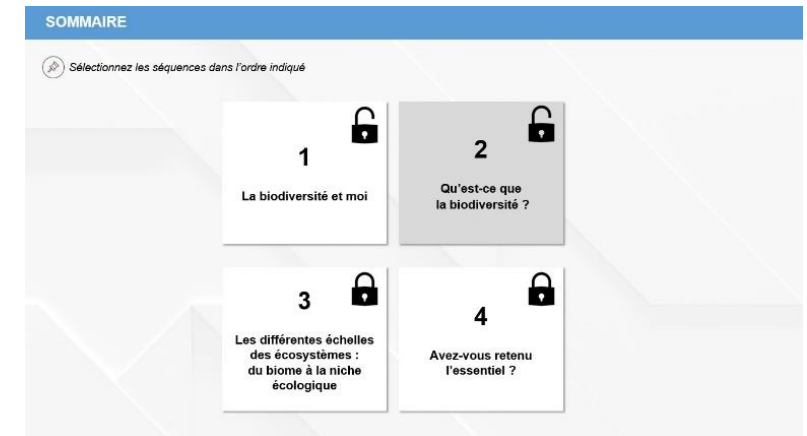 SOMMAIRE
Sélectionnez les séquences dans l'ordre indiqué
1
La biodiversité et moi
2
Qu'est-ce que
la biodiversité ?
3
Les différentes échelles
des écosystèmes :
du biome à la niche
écologique
4
Avez-vous retenu
l'essentiel ?